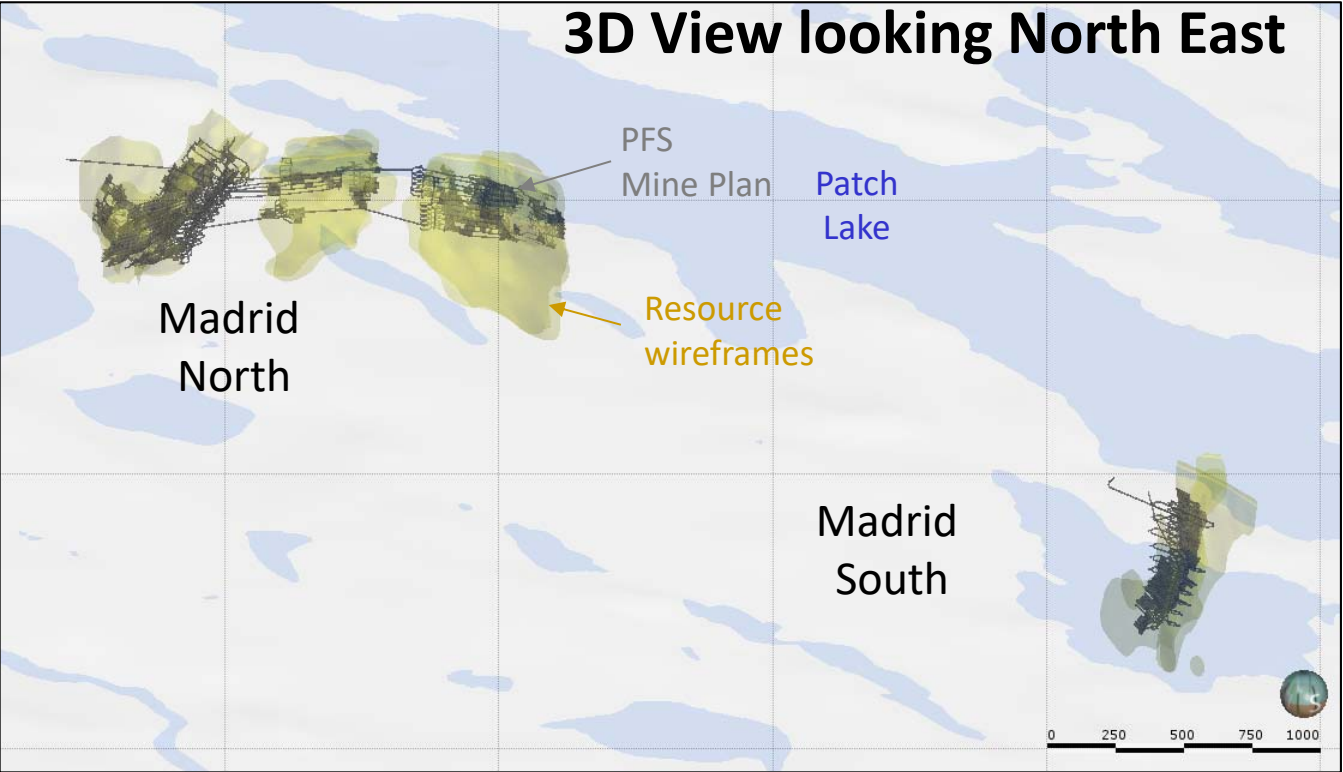 3D View looking North East
PFS
Mine Plan
Patch
Lake
Resource
wireframes
Madrid
North
Madrid
South
S
0 250 500 750 1000